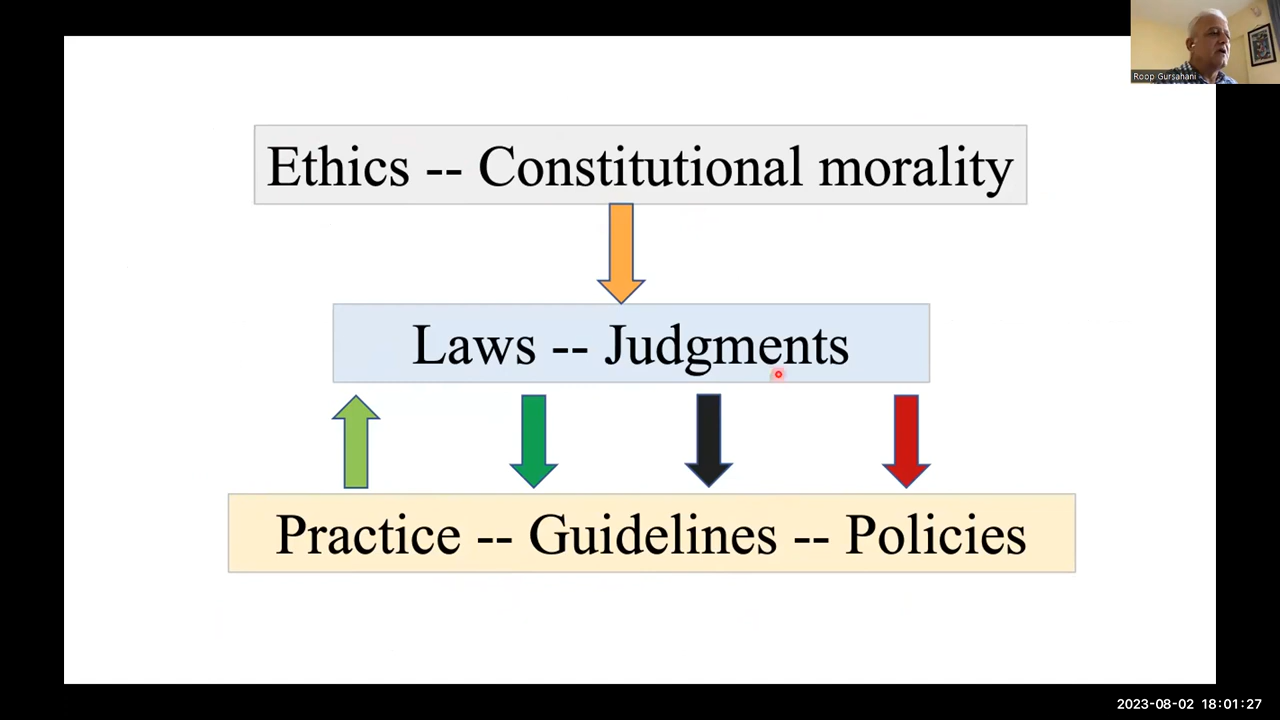 Roop Gursahani
Ethics -- Constitutional morality
Laws -- Judgments
Practice -- Guidelines -- Policies
2023-08-02 18:01:27